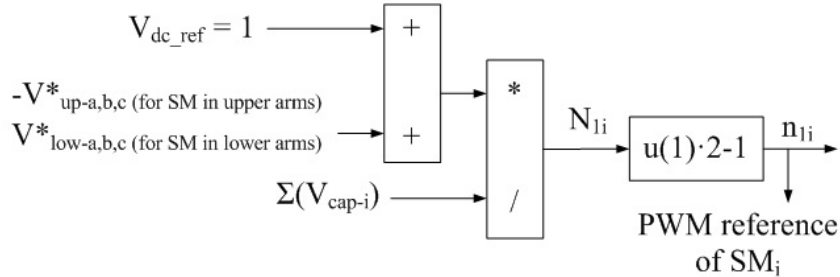 V_dc_ref = 1
+
-V*_up-a,b,c (for SM in upper arms)
V*_low-a,b,c (for SM in lower arms)
+
*
Σ(V_cap-i)
/
N_1i
u(1)·2-1
n_1i
PWM reference
of SM_i